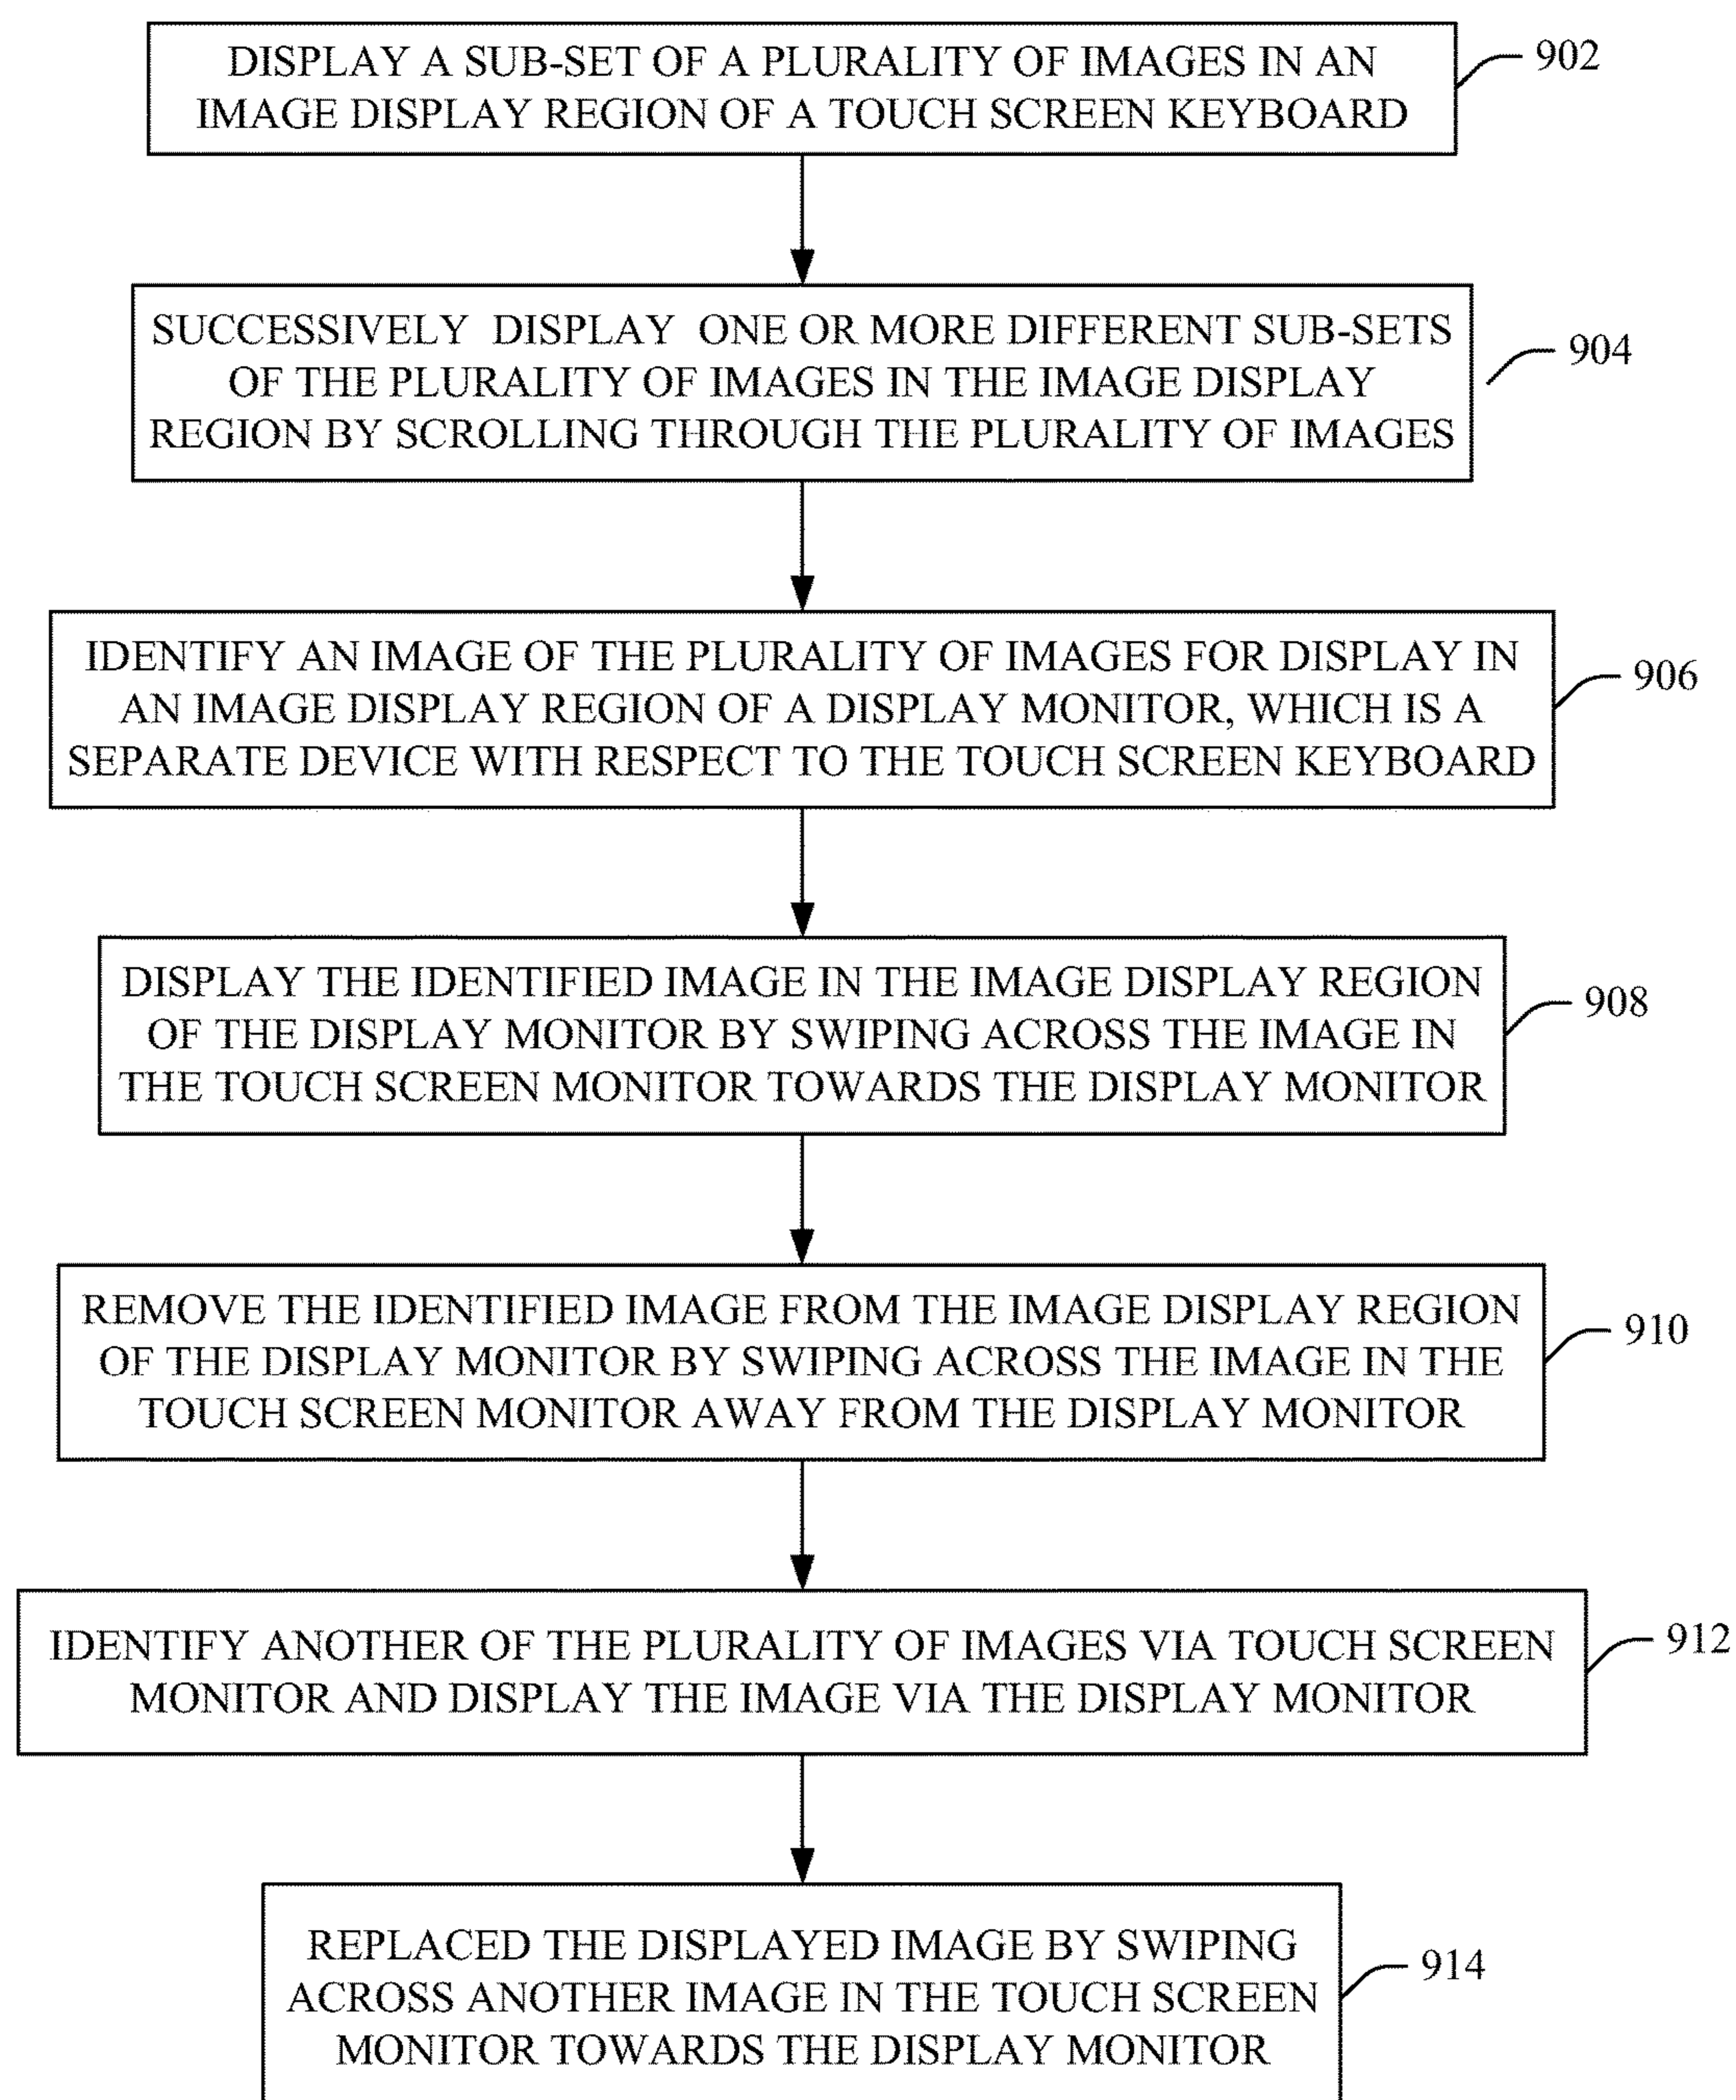 DISPLAY A SUB-SET OF A PLURALITY OF IMAGES IN AN
IMAGE DISPLAY REGION OF A TOUCH SCREEN KEYBOARD
902
SUCCESSIVELY DISPLAY ONE OR MORE DIFFERENT SUB-SETS
OF THE PLURALITY OF IMAGES IN THE IMAGE DISPLAY
REGION BY SCROLLING THROUGH THE PLURALITY OF IMAGES
904
IDENTIFY AN IMAGE OF THE PLURALITY OF IMAGES FOR DISPLAY IN
AN IMAGE DISPLAY REGION OF A DISPLAY MONITOR, WHICH IS A
SEPARATE DEVICE WITH RESPECT TO THE TOUCH SCREEN KEYBOARD
906
DISPLAY THE IDENTIFIED IMAGE IN THE IMAGE DISPLAY REGION
OF THE DISPLAY MONITOR BY SWIPING ACROSS THE IMAGE IN
THE TOUCH SCREEN MONITOR TOWARDS THE DISPLAY MONITOR
908
REMOVE THE IDENTIFIED IMAGE FROM THE IMAGE DISPLAY REGION
OF THE DISPLAY MONITOR BY SWIPING ACROSS THE IMAGE IN THE
TOUCH SCREEN MONITOR AWAY FROM THE DISPLAY MONITOR
910
IDENTIFY ANOTHER OF THE PLURALITY OF IMAGES VIA TOUCH SCREEN
MONITOR AND DISPLAY THE IMAGE VIA THE DISPLAY MONITOR
912
REPLACED THE DISPLAYED IMAGE BY SWIPING
ACROSS ANOTHER IMAGE IN THE TOUCH SCREEN
MONITOR TOWARDS THE DISPLAY MONITOR
914